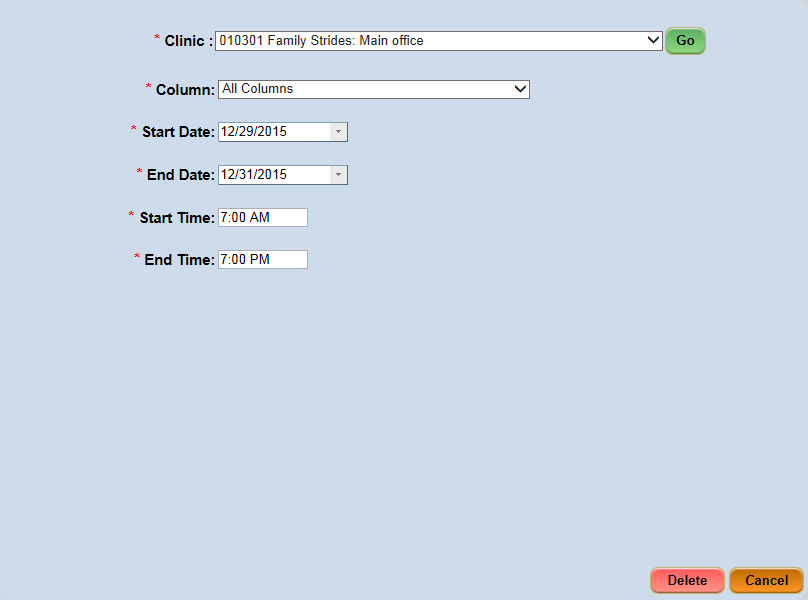 * Clinic : 010301 Family Strides: Main office Go
* Column: All Columns
* Start Date: 12/29/2015
* End Date: 12/31/2015
* Start Time: 7:00 AM
* End Time: 7:00 PM
Delete Cancel